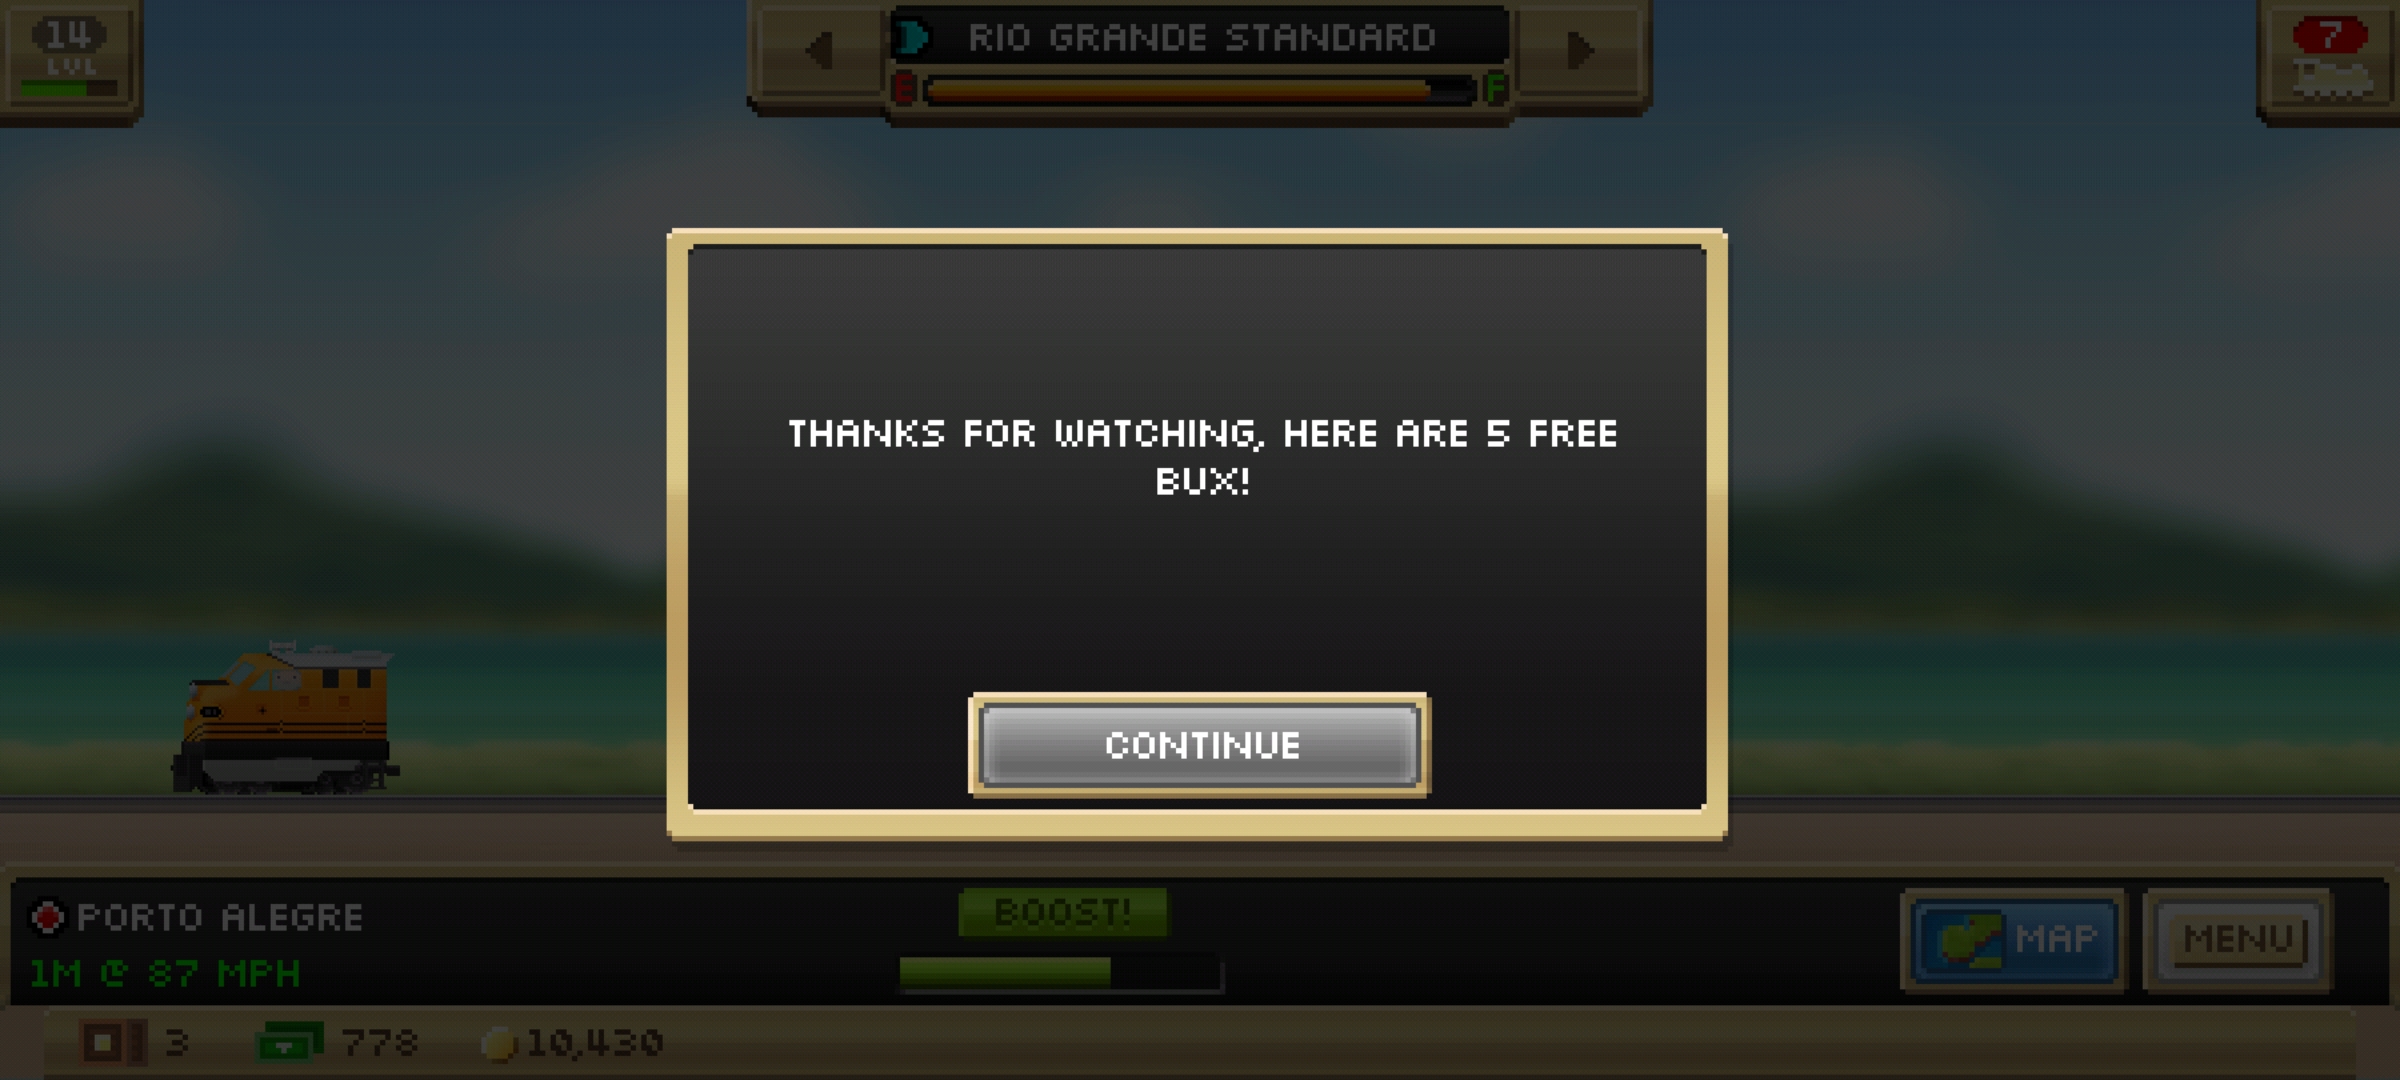 14
LVL
RIO GRANDE STANDARD
E F
7
THANKS FOR WATCHING, HERE ARE 5 FREE
BUX!
CONTINUE
PORTO ALEGRE
1M @ 87 MPH
BOOST!
MAP
MENU
3 778 10,430